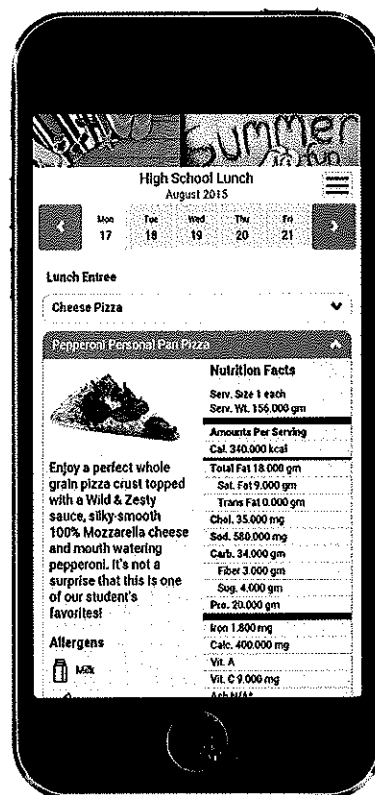 Summer
fun
High School Lunch
August 2015
Mon Tue Wed Thu Fri
17 18 19 20 21
Lunch Entree
Cheese Pizza
Pepperoni Personal Pan Pizza
Nutrition Facts
Serv. Size 1 each
Serv. Wt. 156.000 gm
Amounts Per Serving
Cal. 340.000 kcal
Total Fat 18.000 gm
Sat. Fat 9.000 gm
Trans Fat 0.000 gm
Chol. 35.000 mg
Sod. 580.000 mg
Carb. 34.000 gm
Fiber 3.000 gm
Sug. 4.000 gm
Pro. 20.000 gm
Iron 1.800 mg
Calc. 400.000 mg
Vit. A
Vit. C 9.000 mg
Ash N/A*
Enjoy a perfect whole
grain pizza crust topped
with a Wild & Zesty
sauce, silky-smooth
100% Mozzarella cheese
and mouth watering
pepperoni. It's not a
surprise that this is one
of our student's
favorites!
Allergens
Milk